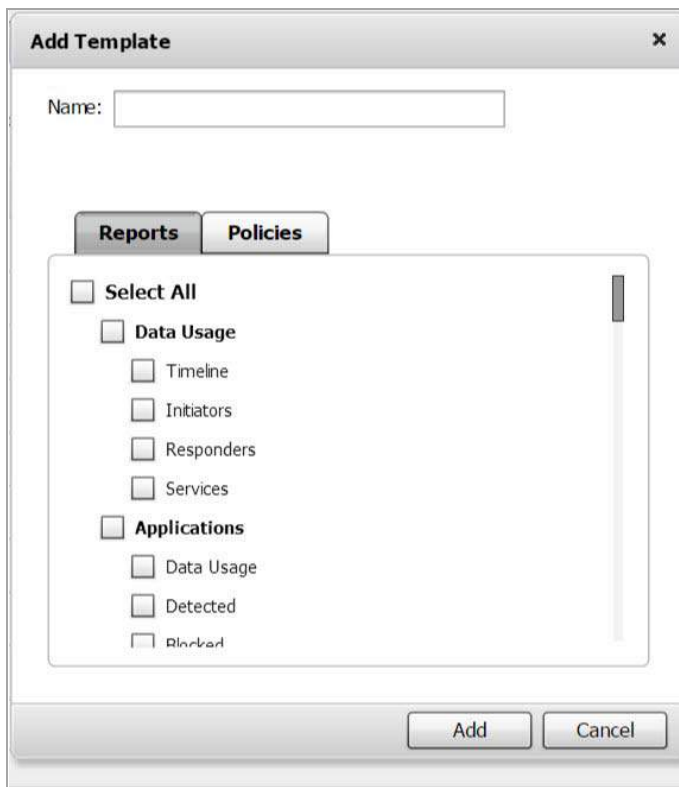 Add Template
Name:
Reports Policies
Select All
Data Usage
Timeline
Initiators
Responders
Services
Applications
Data Usage
Detected
Blocked
Add Cancel